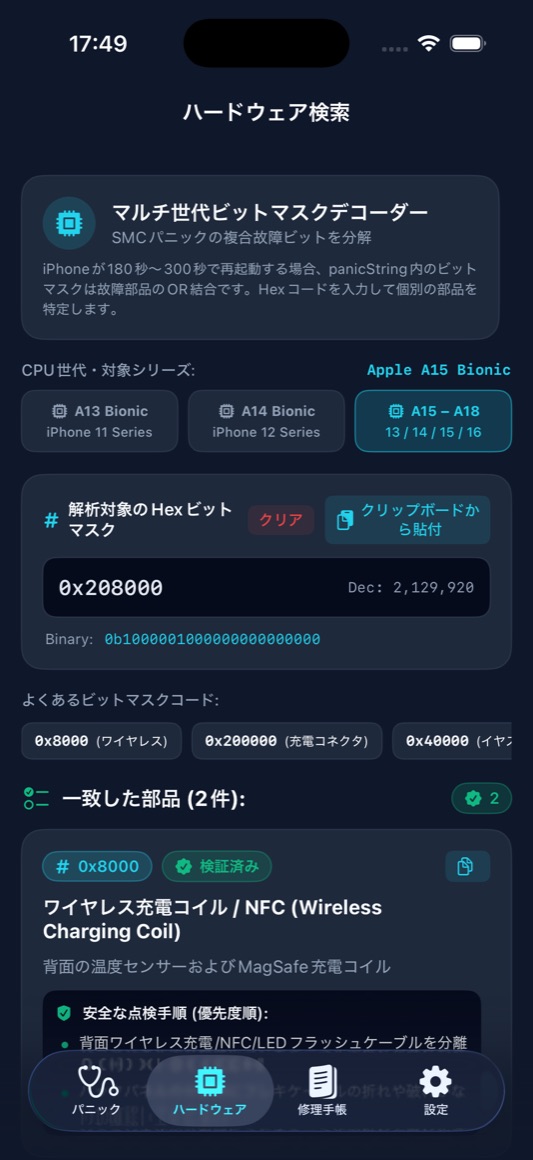 17:49
ハードウェア検索
マルチ世代ビットマスクデコーダー
SMCパニックの複合故障ビットを分解
iPhoneが180秒〜300秒で再起動する場合、panicString内のビット
マスクは故障部品のOR結合です。Hexコードを入力して個別の部品を
特定します。
CPU世代・対象シリーズ:
Apple A15 Bionic
A13 Bionic
iPhone 11 Series
A14 Bionic
iPhone 12 Series
A15 – A18
13 / 14 / 15 / 16
# 解析対象のHexビット
マスク
クリア
クリップボードか
ら貼付
0x208000
Dec: 2,129,920
Binary: 0b1000001000000000000000
よくあるビットマスクコード:
0x8000 (ワイヤレス)
0x200000 (充電コネクタ)
0x40000 (イヤス
一致した部品 (2件):
2
# 0x8000
検証済み
ワイヤレス充電コイル / NFC (Wireless
Charging Coil)
背面の温度センサーおよびMagSafe充電コイル
安全な点検手順 (優先度順):
背面ワイヤレス充電/NFC/LEDフラッシュケーブルを分離
パニック
ハードウェア
修理手帳
設定